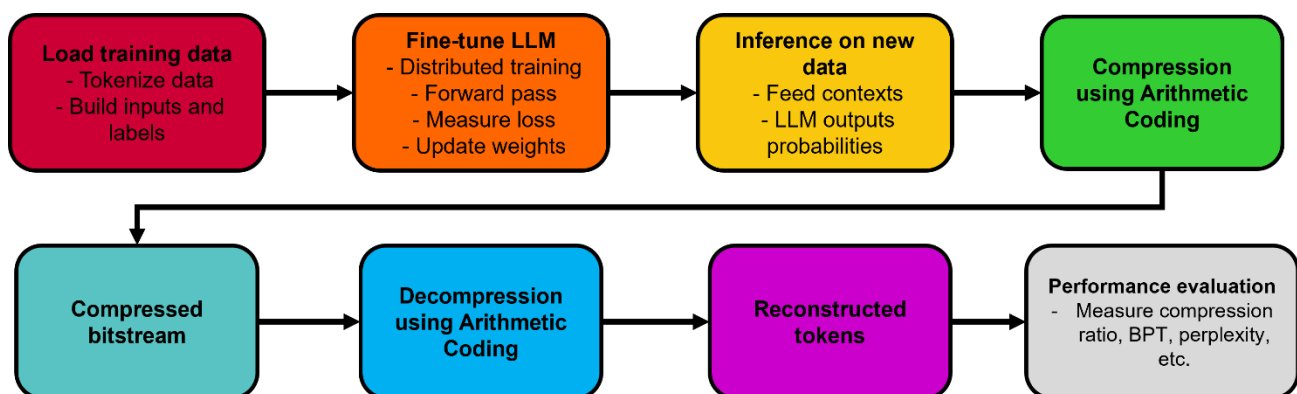 Load training data
- Tokenize data
- Build inputs and
labels
Fine-tune LLM
- Distributed training
- Forward pass
- Measure loss
- Update weights
Inference on new
data
- Feed contexts
- LLM outputs
probabilities
Compression
using Arithmetic
Coding
Compressed
bitstream
Decompression
using Arithmetic
Coding
Reconstructed
tokens
Performance evaluation
- Measure compression
ratio, BPT, perplexity,
etc.